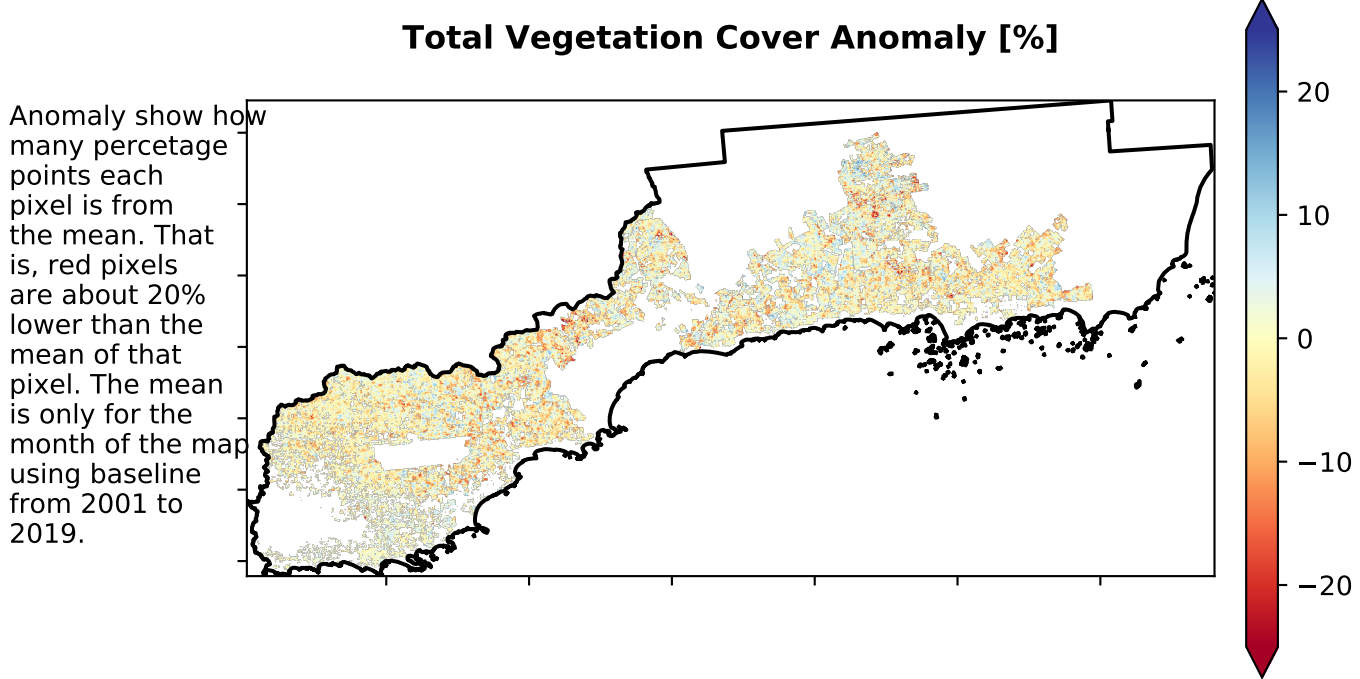 Total Vegetation Cover Anomaly [%]
Anomaly show how
many percetage
points each
pixel is from
the mean. That
is, red pixels
are about 20%
lower than the
mean of that
pixel. The mean
is only for the
month of the map
using baseline
from 2001 to
2019.
20
10
0
−10
−20